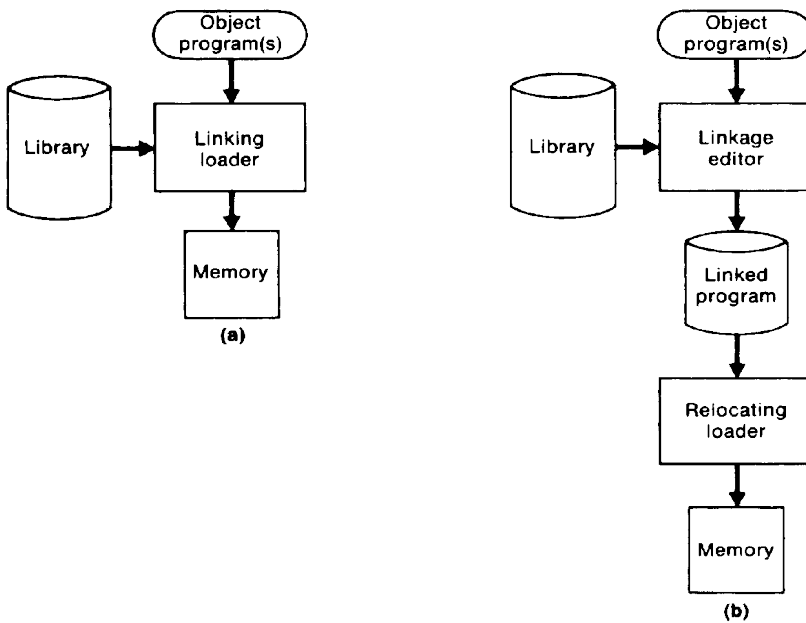 Object
program(s)
Library
Linking
loader
Memory
(a)
Object
program(s)
Library
Linkage
editor
Linked
program
Relocating
loader
Memory
(b)